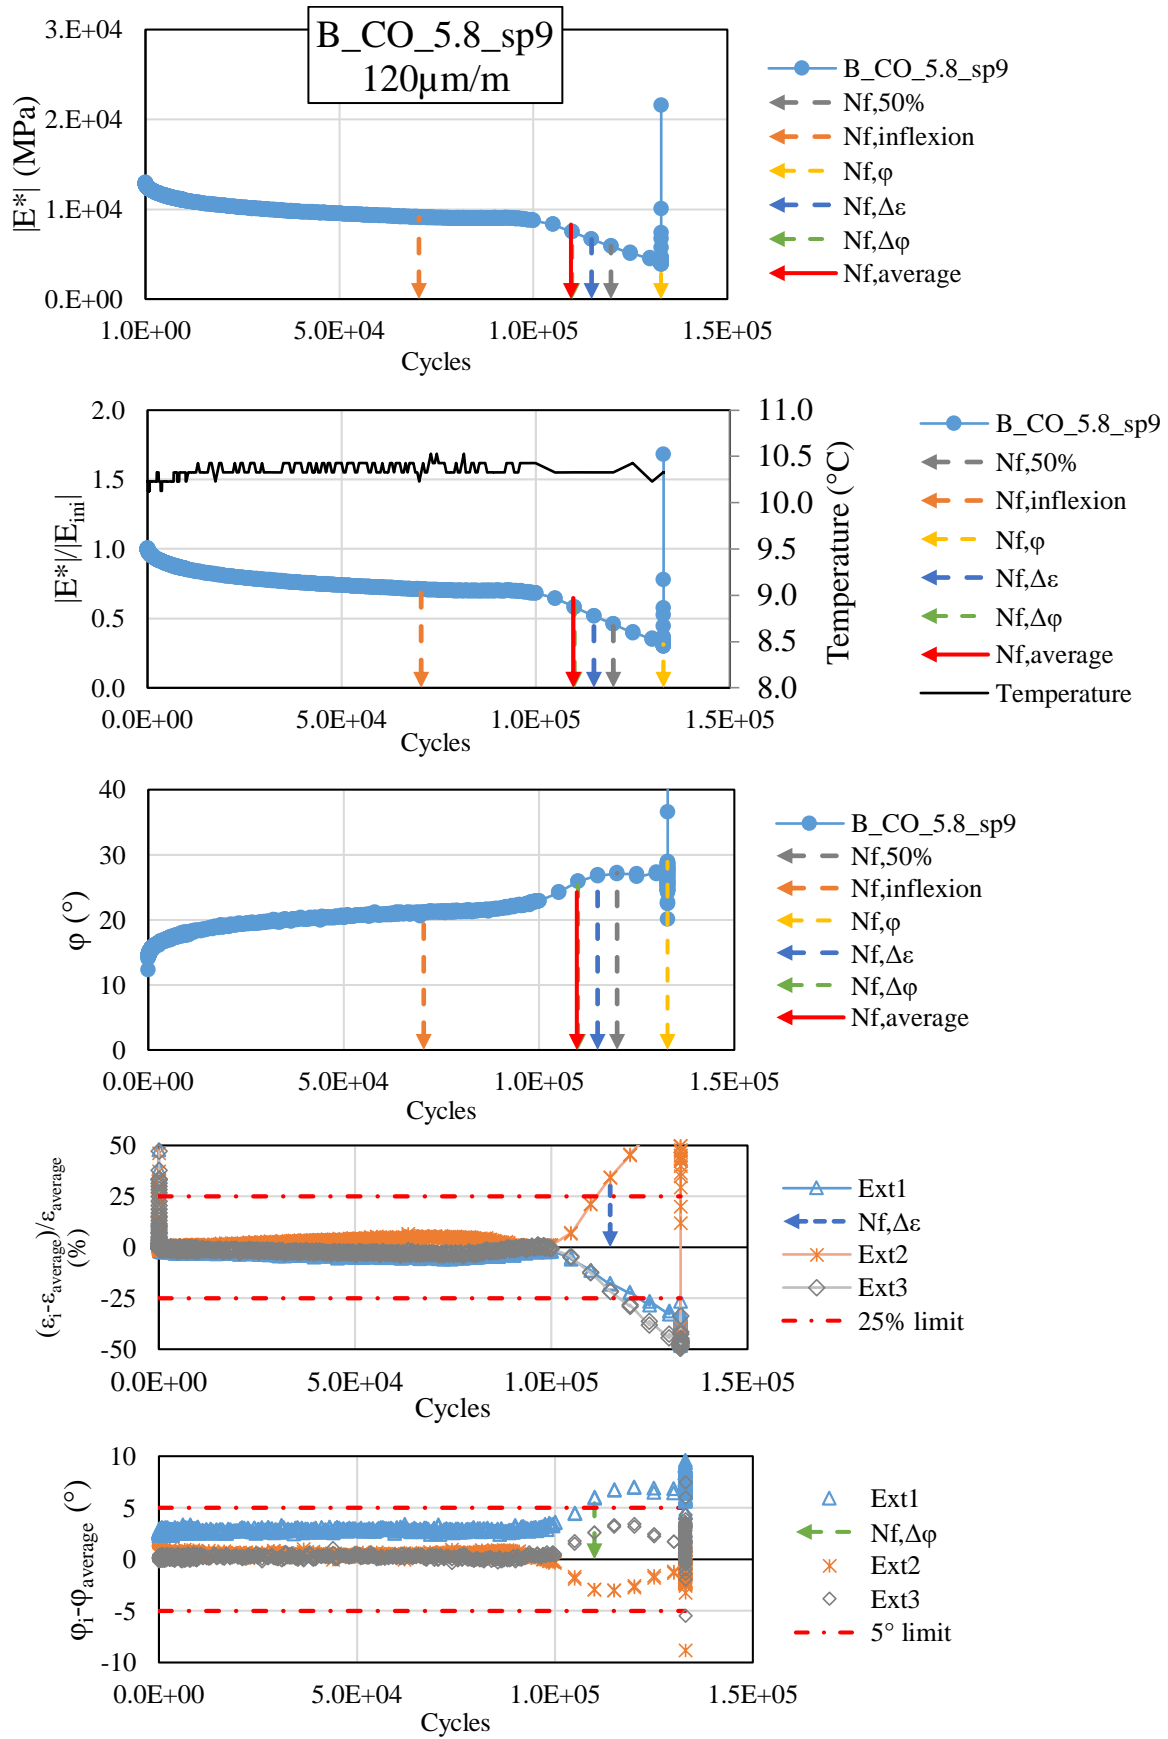 B_CO_5.8_sp9
120µm/m
|E*| (MPa)
3.E+04
2.E+04
1.E+04
0.E+00
1.0E+00 5.0E+04 1.0E+05 1.5E+05
Cycles
B_CO_5.8_sp9
Nf,50%
Nf,inflexion
Nf,φ
Nf,Δε
Nf,Δφ
Nf,average
|E*|/|E_ini|
2.0
1.5
1.0
0.5
0.0
11.0
10.5
10.0
9.5
9.0
8.5
8.0
Temperature (°C)
0.0E+00 5.0E+04 1.0E+05 1.5E+05
Cycles
B_CO_5.8_sp9
Nf,50%
Nf,inflexion
Nf,φ
Nf,Δε
Nf,Δφ
Nf,average
Temperature
φ (°)
40
30
20
10
0
0.0E+00 5.0E+04 1.0E+05 1.5E+05
Cycles
B_CO_5.8_sp9
Nf,50%
Nf,inflexion
Nf,φ
Nf,Δε
Nf,Δφ
Nf,average
(εi-εaverage)/εaverage
(%)
50
25
0
-25
-50
0.0E+00 5.0E+04 1.0E+05 1.5E+05
Cycles
Ext1
Nf,Δε
Ext2
Ext3
25% limit
φi-φaverage (°)
10
5
0
-5
-10
0.0E+00 5.0E+04 1.0E+05 1.5E+05
Cycles
Ext1
Nf,Δφ
Ext2
Ext3
5° limit